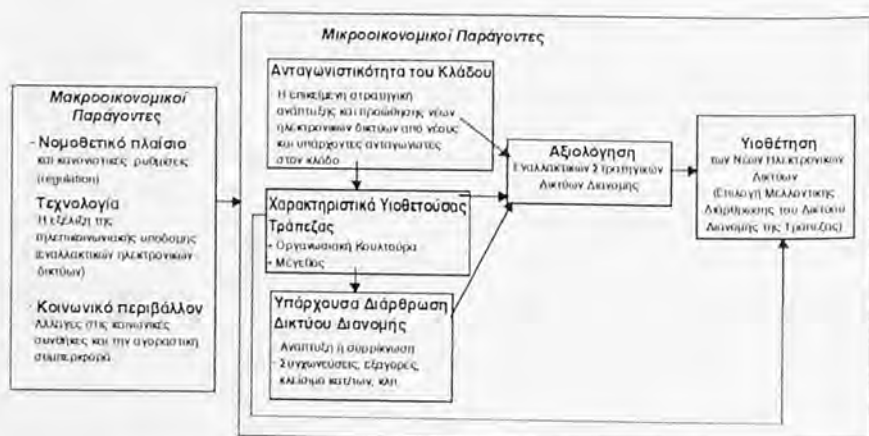 Μικροοικονομικοί Παράγοντες
Μακροοικονομικοί
Παράγοντες
- Νομοθετικό πλαίσιο
και κανονιστικές ρυθμίσεις
(regulation)
Τεχνολογία
Η εξέλιξη της
τηλεπικοινωνιακής υποδομής
(εναλλακτικών ηλεκτρονικών
δικτύων)
- Κοινωνικό περιβάλλον
Αλλαγές στις κοινωνικές
συνθήκες και την αγοραστική
συμπεριφορά
Ανταγωνιστικότητα του Κλάδου
- Η επικείμενη στρατηγική
ανάπτυξης και προώθησης νέων
ηλεκτρονικών δικτύων από νέους
και υπάρχοντες ανταγωνιστές
στον κλάδο
Χαρακτηριστικά Υιοθετούσας
Τράπεζας
- Οργανωσιακή Κουλτούρα
- Μέγεθος
Υπάρχουσα Διάρθρωση
Δικτύου Διανομής
Ανάπτυξη ή συρρίκνωση
- Συγχωνεύσεις, εξαγορές,
κλείσιμο κατ/των, κλπ
Αξιολόγηση
Εναλλακτικών Στρατηγικών
Δικτύων Διανομής
Υιοθέτηση
των Νέων Ηλεκτρονικών
Δικτύων
(Επιλογή Μελλοντικής
Διάρθρωσης του Δικτύου
Διανομής της Τράπεζας)